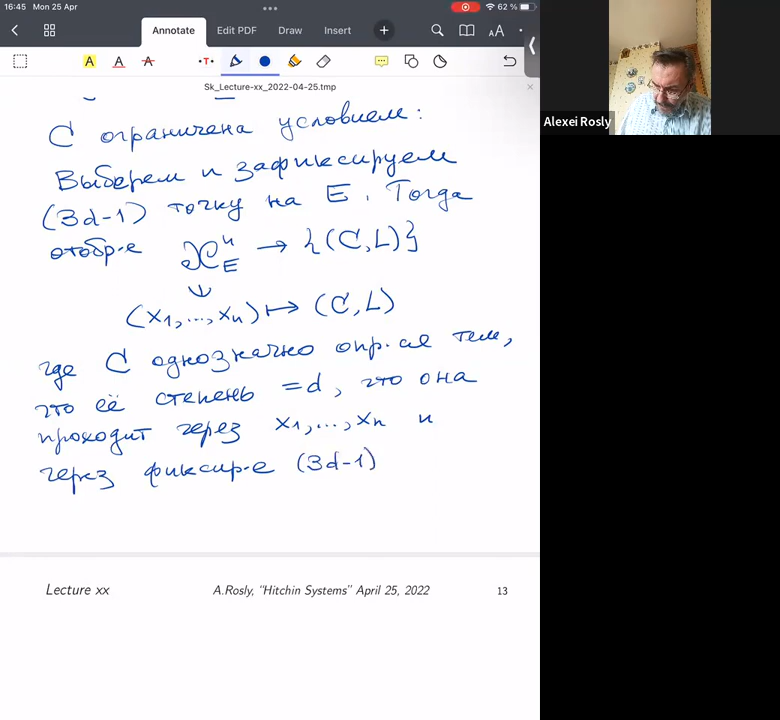 16:45 Mon 25 Apr 62 %
Annotate Edit PDF Draw Insert + AA
A A A T
Sk_Lecture-xx_2022-04-25.tmp
Alexei Rosly
C ограничена условием:
Выберем и зафиксируем
(3d-1) точку на E. Тогда
отобр-е 𝒳ᵘ_E → {(C,L)}
(x₁,...,xₙ) ↦ (C,L)
где C однозначно опр-ся тем,
что её степень =d, что она
проходит через x₁,...,xₙ и
через фиксир-е (3d-1)
Lecture xx A.Rosly, "Hitchin Systems" April 25, 2022 13